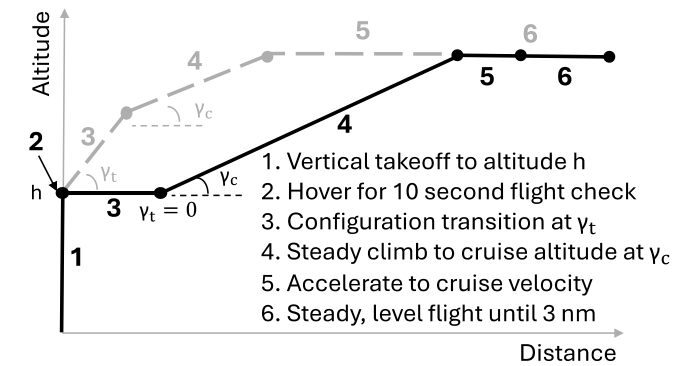 Altitude
5
6
4
γc
3
γt
2
h
3
γt = 0
γc
4
5
6
1
1. Vertical takeoff to altitude h
2. Hover for 10 second flight check
3. Configuration transition at γt
4. Steady climb to cruise altitude at γc
5. Accelerate to cruise velocity
6. Steady, level flight until 3 nm
Distance